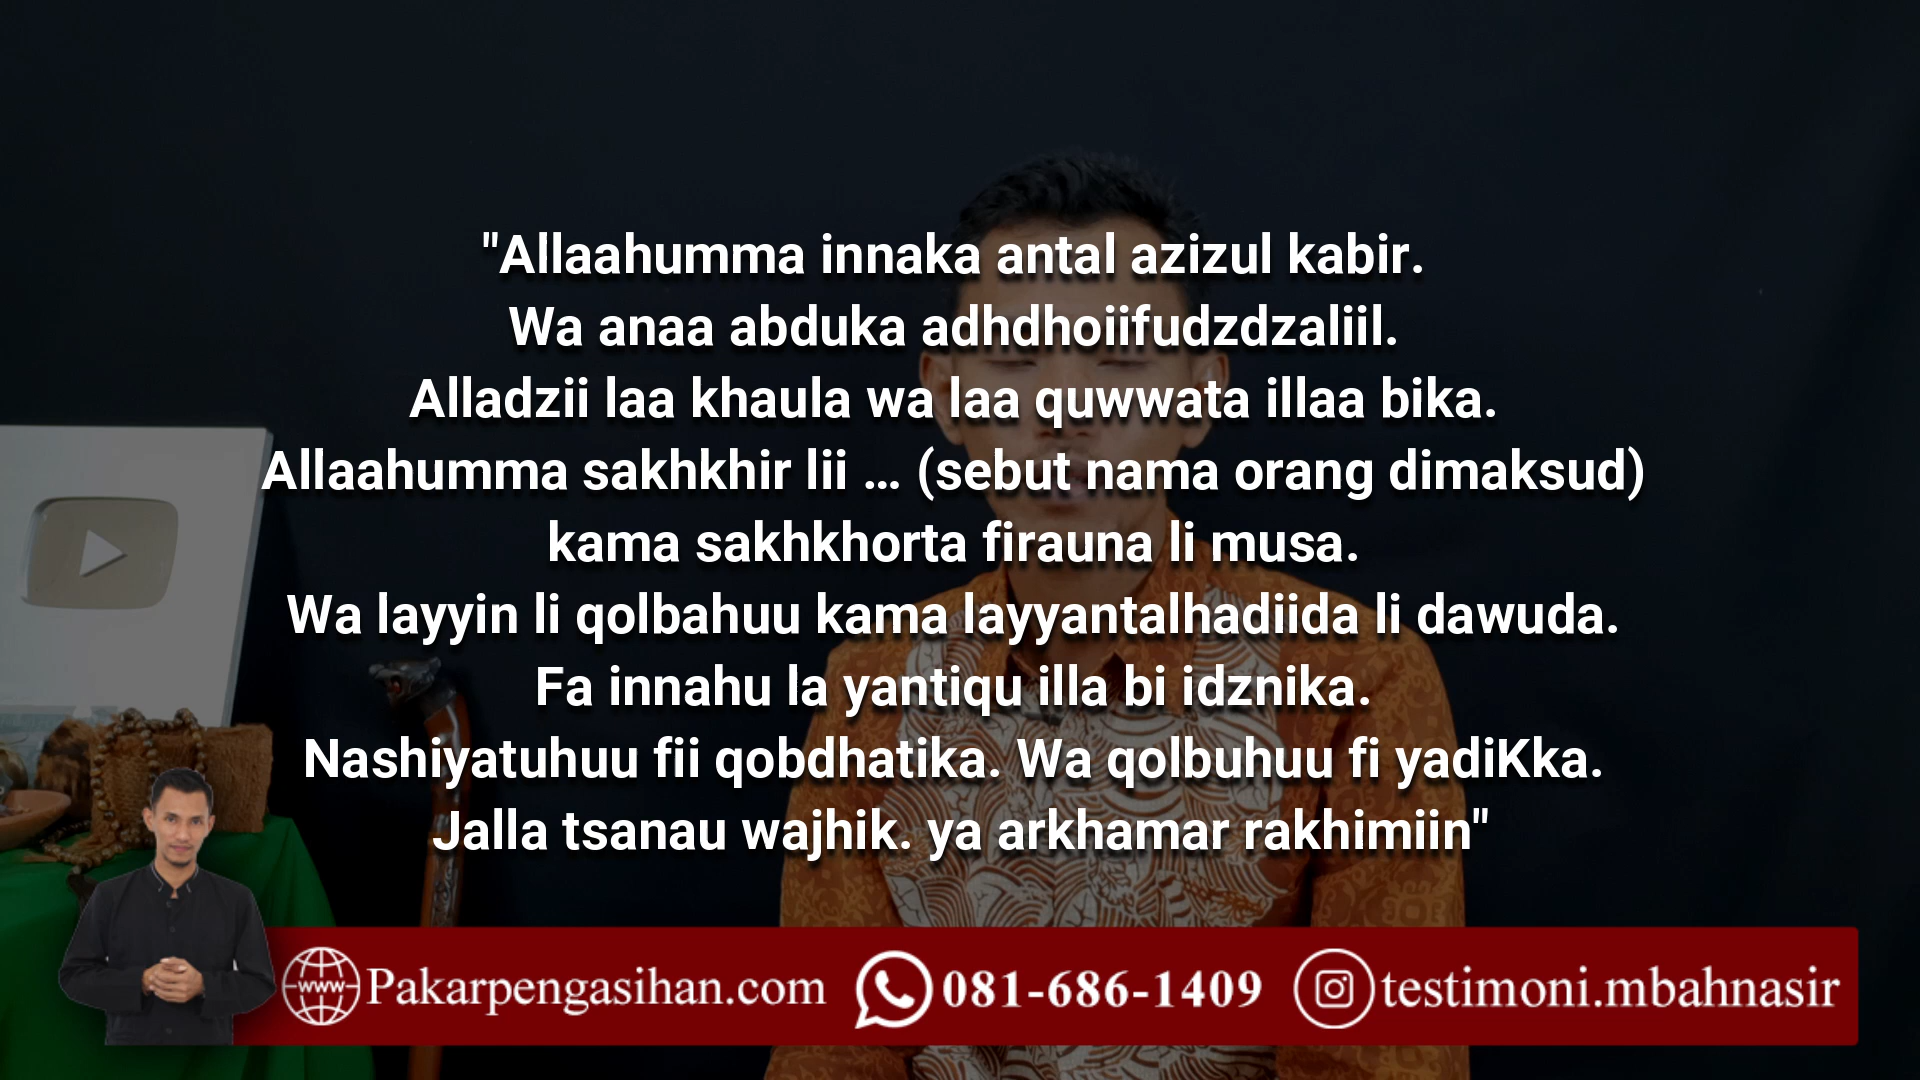 "Allaahumma innaka antal azizul kabir.
Wa anaa abduka adhdhoiifudzdzaliil.
Alladzii laa khaula wa laa quwwata illaa bika.
Allaahumma sakhkhir lii ... (sebut nama orang dimaksud)
kama sakhkhorta firauna li musa.
Wa layyin li qolbahuu kama layyantalhadiida li dawuda.
Fa innahu la yantiqu illa bi idznika.
Nashiyatuhuu fii qobdhatika. Wa qolbuhuu fi yadiKka.
Jalla tsanau wajhik. ya arkhamar rakhimiin"
www Pakarpengasihan.com 081-686-1409 testimoni.mbahnasir